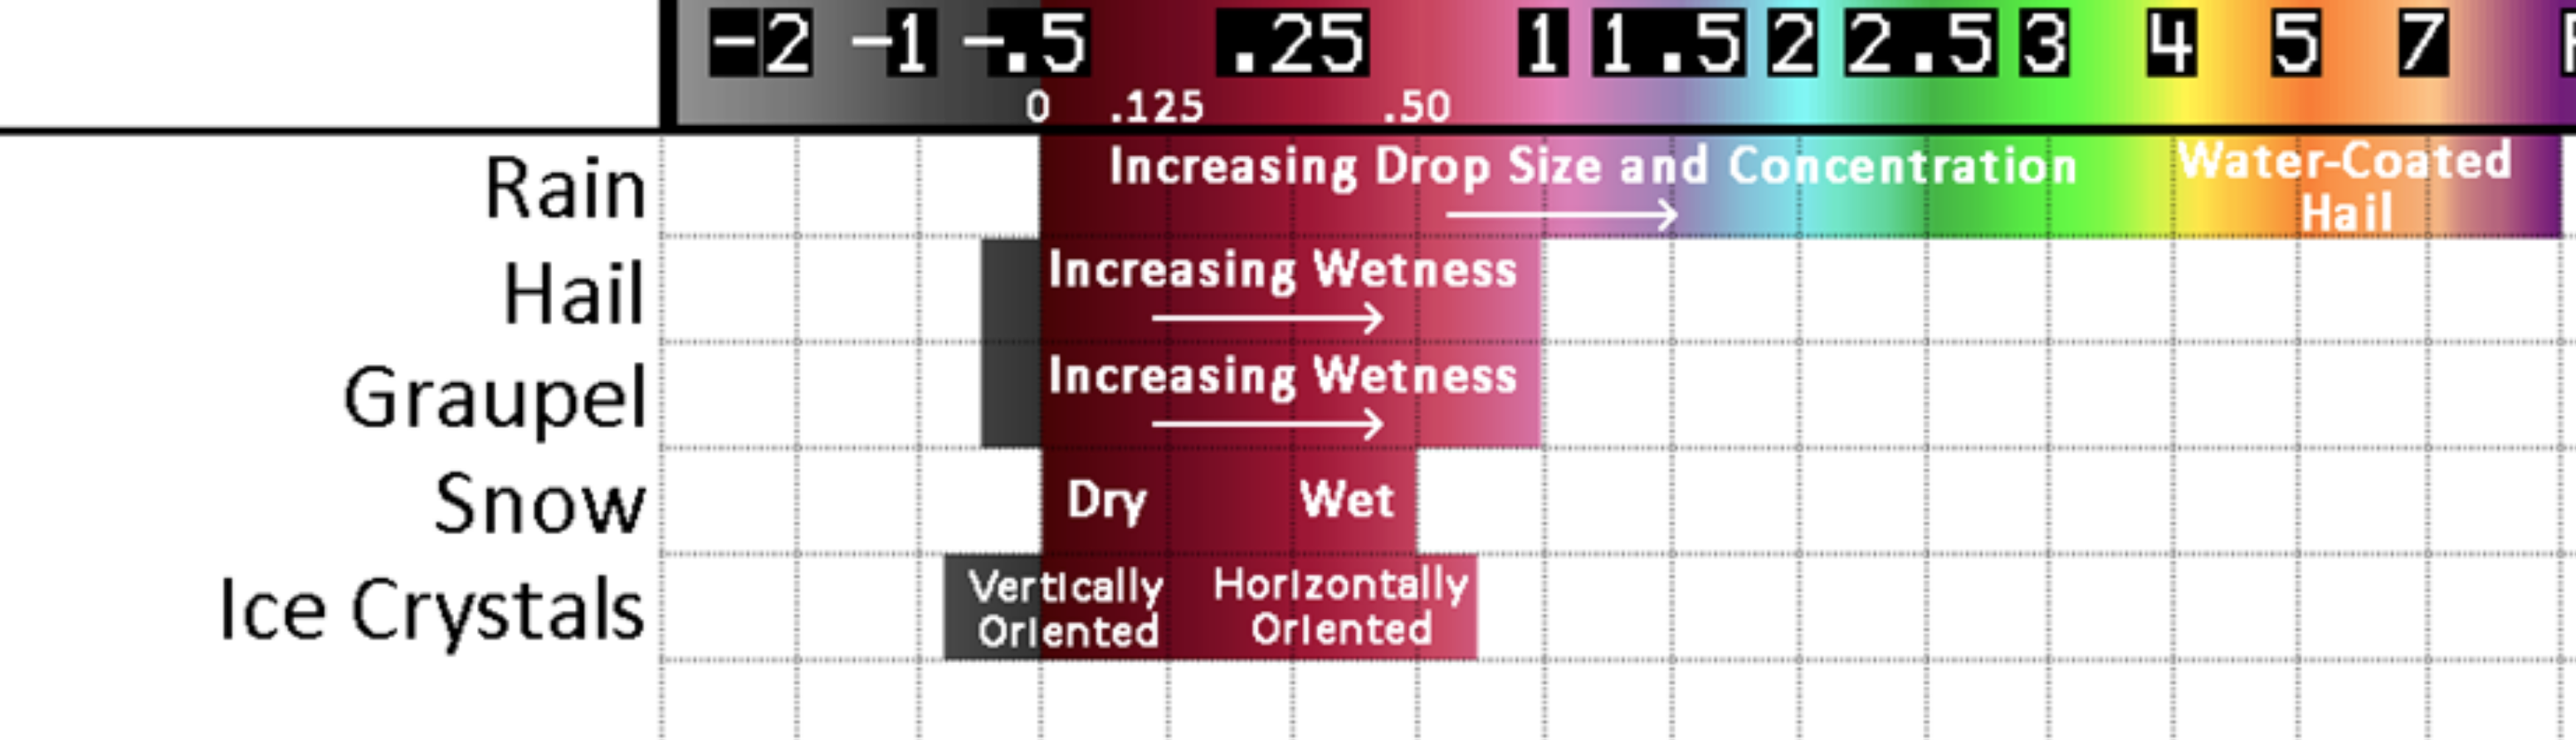 -2 -1 -.5 .25 1 1.5 2 2.5 3 4 5 7
0 .125 .50
Rain
Increasing Drop Size and Concentration
Water-Coated
Hail
Hail
Increasing Wetness
Graupel
Increasing Wetness
Snow
Dry Wet
Ice Crystals
Vertically
Oriented
Horizontally
Oriented